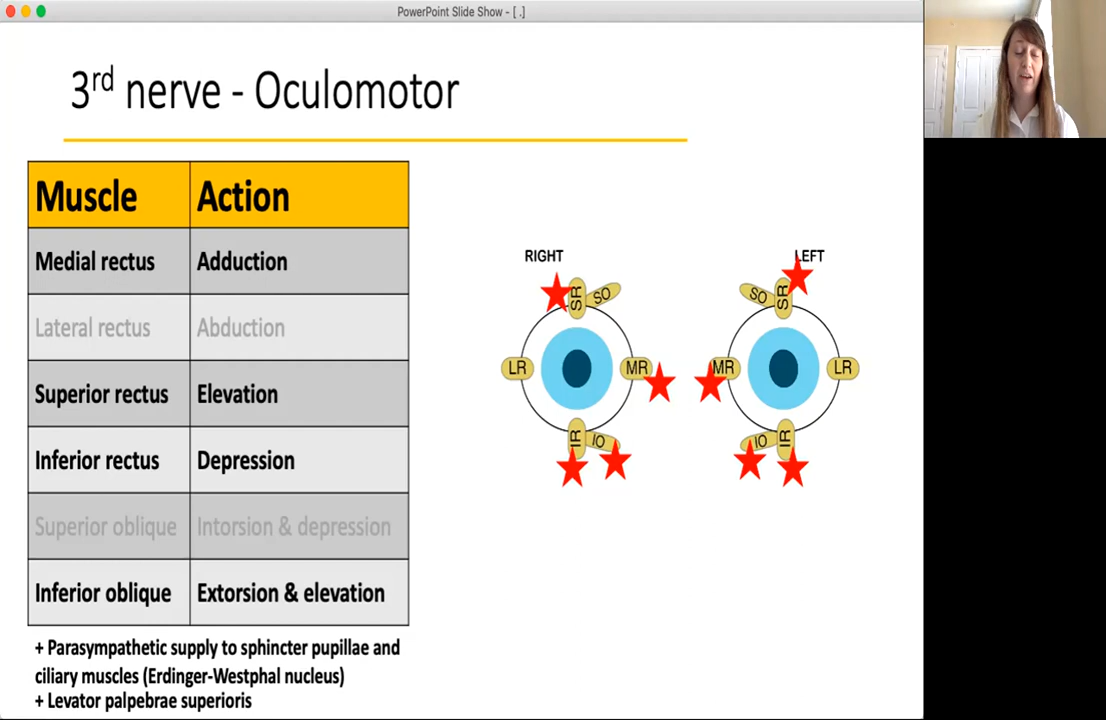 PowerPoint Slide Show - [ .]
3rd nerve - Oculomotor
Muscle Action
Medial rectus Adduction
Lateral rectus Abduction
Superior rectus Elevation
Inferior rectus Depression
Superior oblique Intorsion & depression
Inferior oblique Extorsion & elevation
+ Parasympathetic supply to sphincter pupillae and
ciliary muscles (Erdinger-Westphal nucleus)
+ Levator palpebrae superioris
RIGHT LEFT
SR SO SO SR
LR MR MR LR
IR IO IO IR